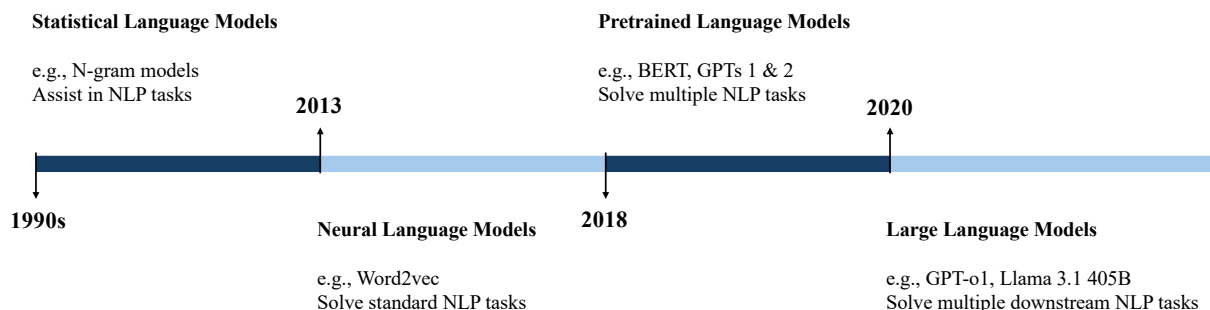 Statistical Language Models
e.g., N-gram models
Assist in NLP tasks
Pretrained Language Models
e.g., BERT, GPTs 1 & 2
Solve multiple NLP tasks
2013
2020
1990s
2018
Neural Language Models
e.g., Word2vec
Solve standard NLP tasks
Large Language Models
e.g., GPT-o1, Llama 3.1 405B
Solve multiple downstream NLP tasks